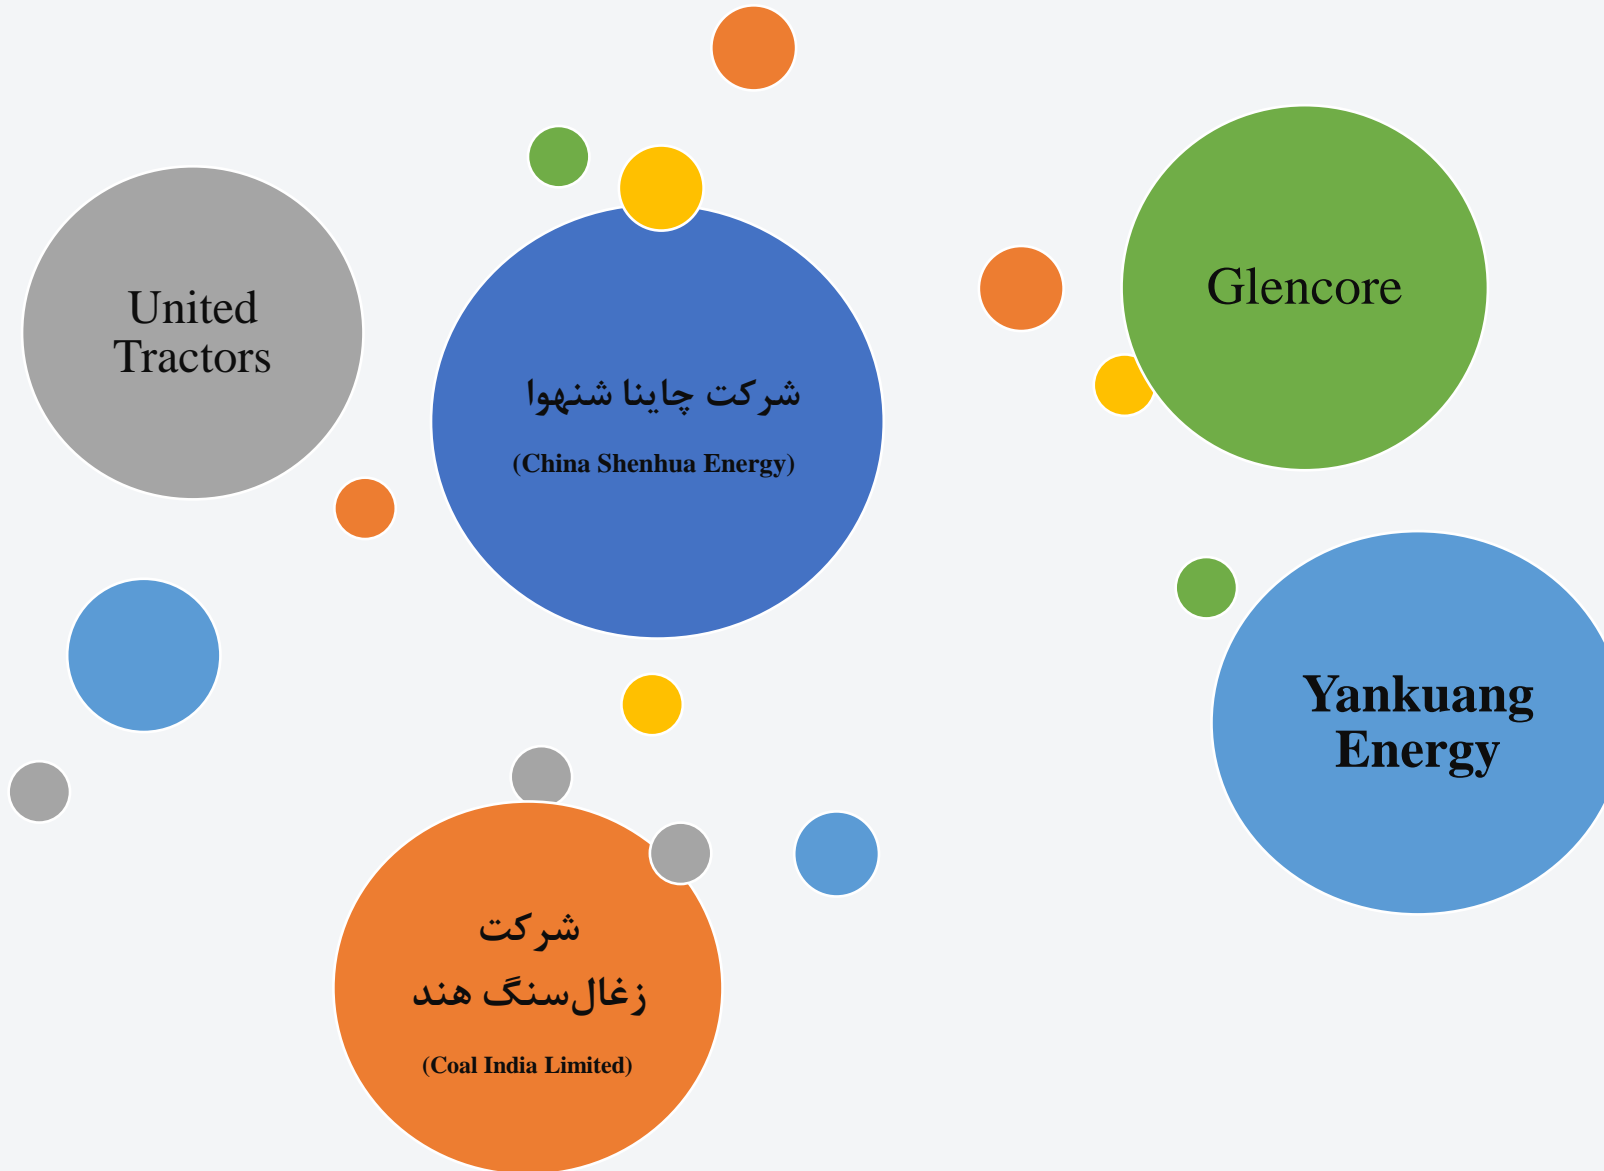 United
Tractors
شرکت چاینا شنهوا
(China Shenhua Energy)
Glencore
Yankuang
Energy
شرکت
زغال‌سنگ هند
(Coal India Limited)